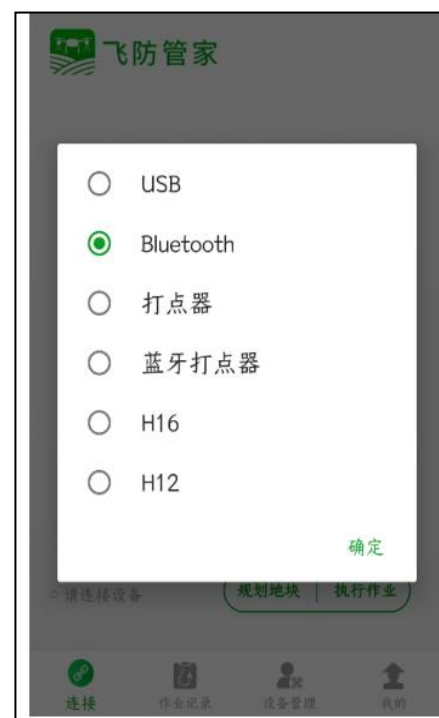 飞防管家
USB
Bluetooth
打点器
蓝牙打点器
H16
H12
确定
请连接设备
规划地块 | 执行作业
连接 作业记录 设备管理 我的